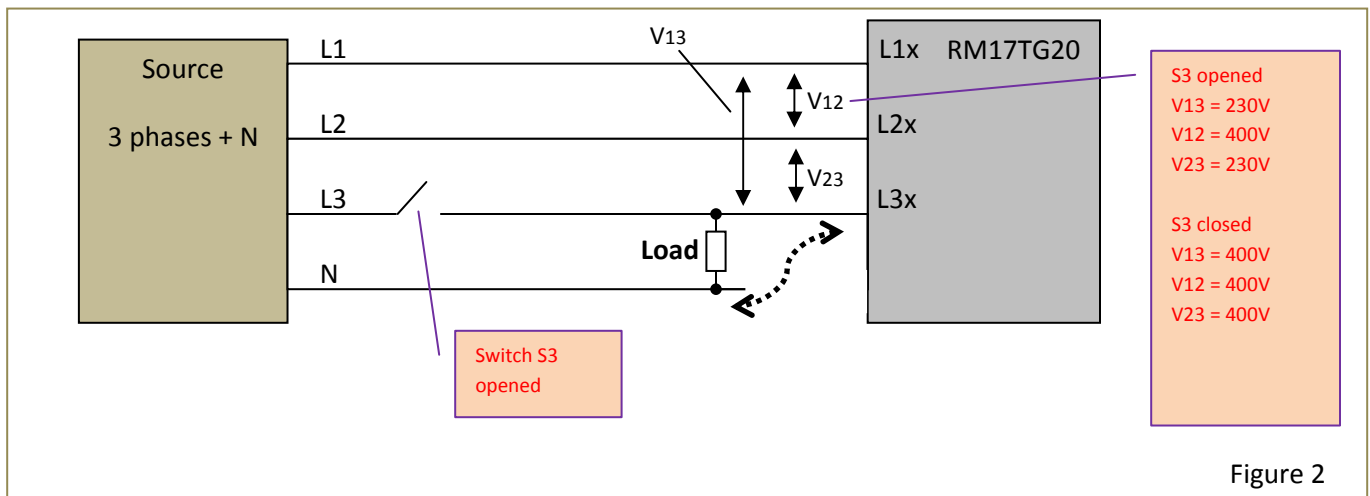 Source
3 phases + N
L1
L2
L3
N
V13
V12
V23
Load
L1x
L2x
L3x
RM17TG20
Switch S3
opened
S3 opened
V13 = 230V
V12 = 400V
V23 = 230V
S3 closed
V13 = 400V
V12 = 400V
V23 = 400V
Figure 2